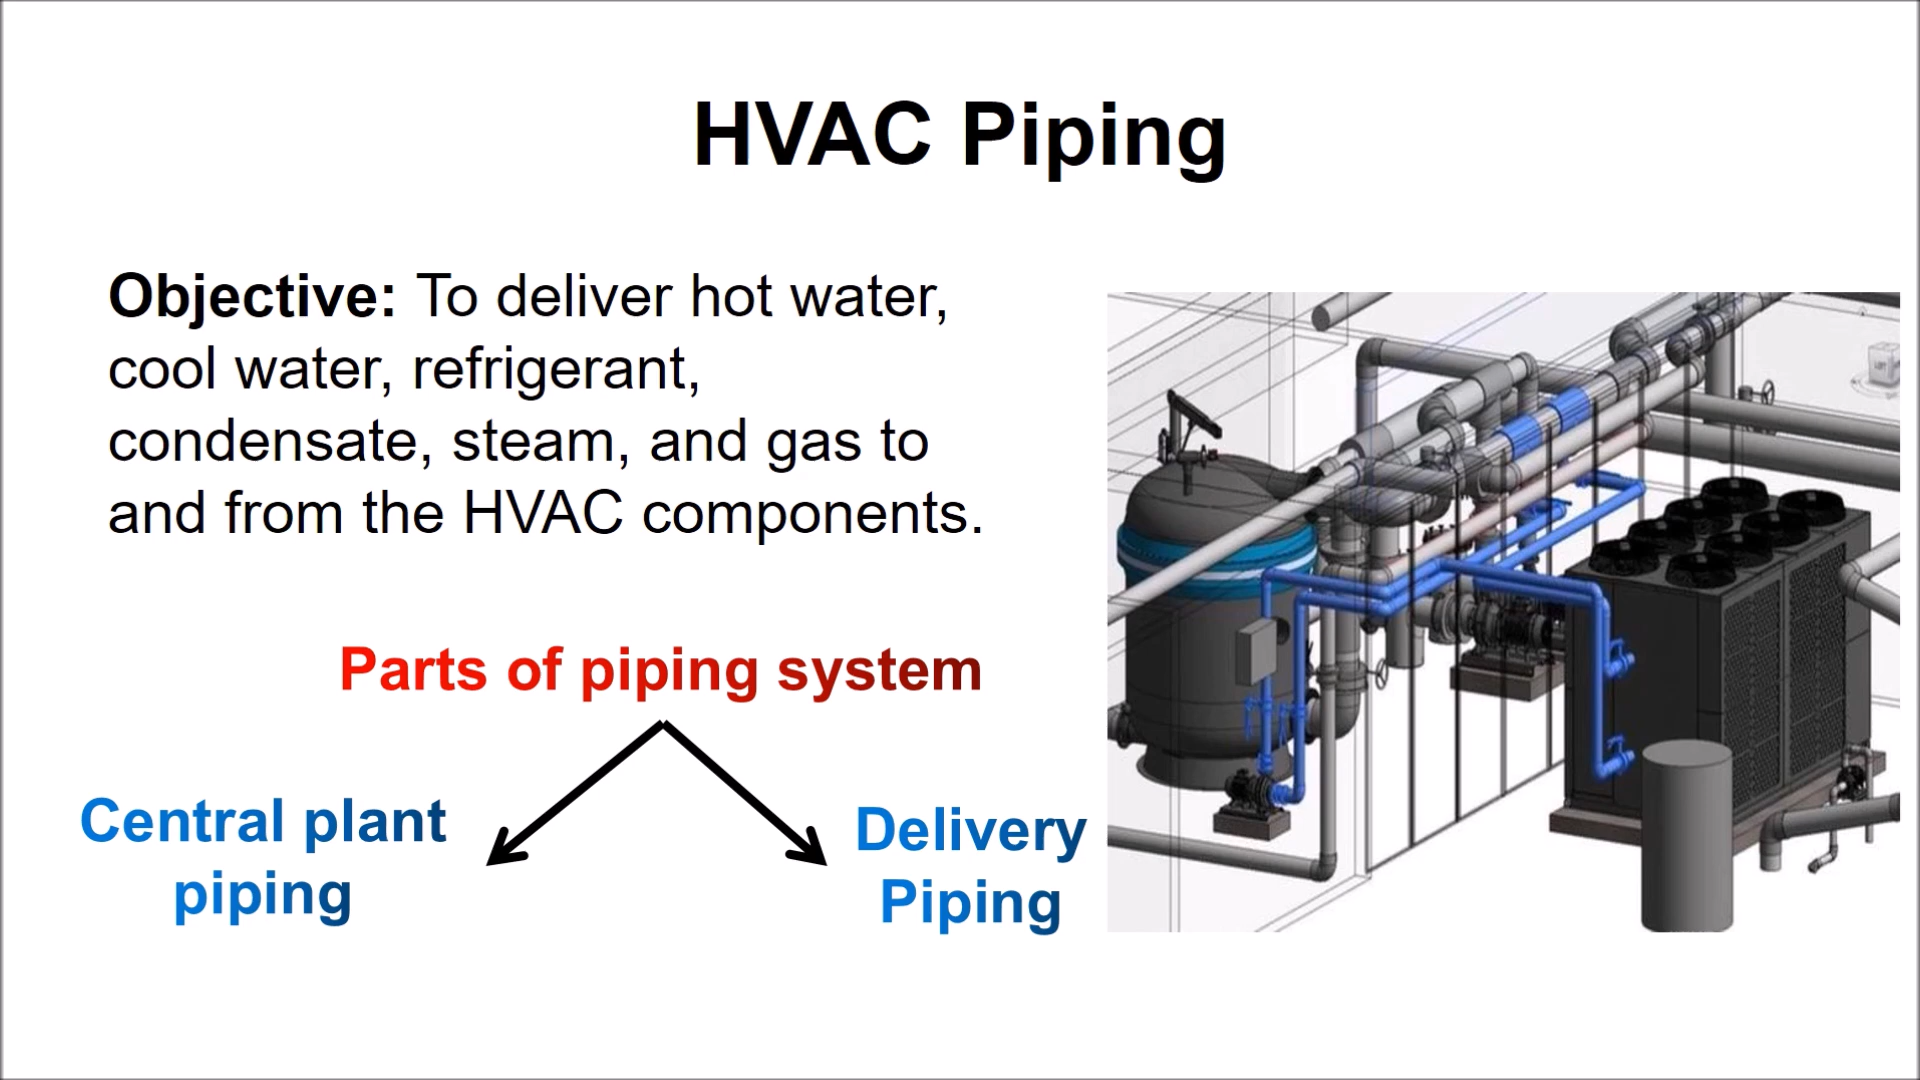 HVAC Piping
Objective: To deliver hot water,
cool water, refrigerant,
condensate, steam, and gas to
and from the HVAC components.
Parts of piping system
Central plant
piping
Delivery
Piping